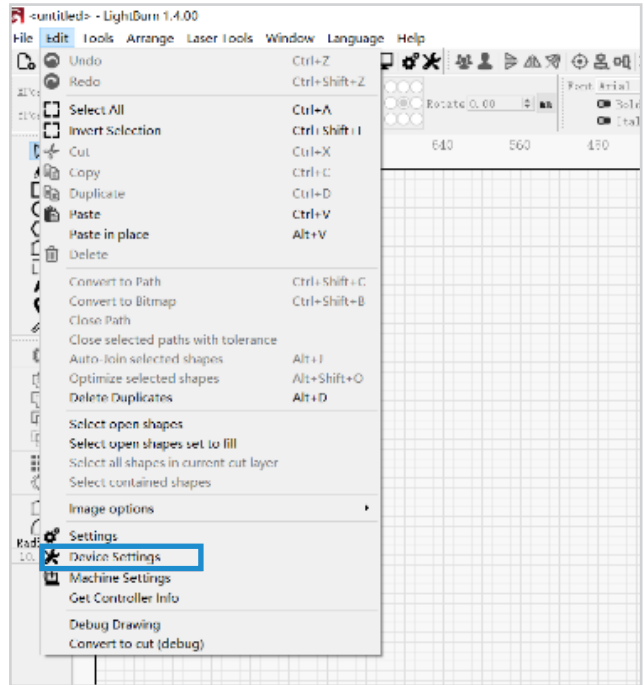 <untitled> - LightBurn 1.4.00
File Edit Tools Arrange Laser Tools Window Language Help
Undo Ctrl+Z
Redo Ctrl+Shift+Z
Rotate 0.00
Font Arial
Select All Ctrl+A
Invert Selection Ctrl+Shift+I
Cut Ctrl+X
640 560 480
Copy Ctrl+C
Duplicate Ctrl+D
Paste Ctrl+V
Paste in place Alt+V
Delete
Convert to Path Ctrl+Shift+C
Convert to Bitmap Ctrl+Shift+B
Close Path
Close selected paths with tolerance
Auto-Join selected shapes Alt+J
Optimize selected shapes Alt+Shift+O
Delete Duplicates Alt+D
Select open shapes
Select open shapes set to fill
Select all shapes in current cut layer
Select contained shapes
Image options
Settings
Device Settings
Machine Settings
Get Controller Info
Debug Drawing
Convert to cut (debug)